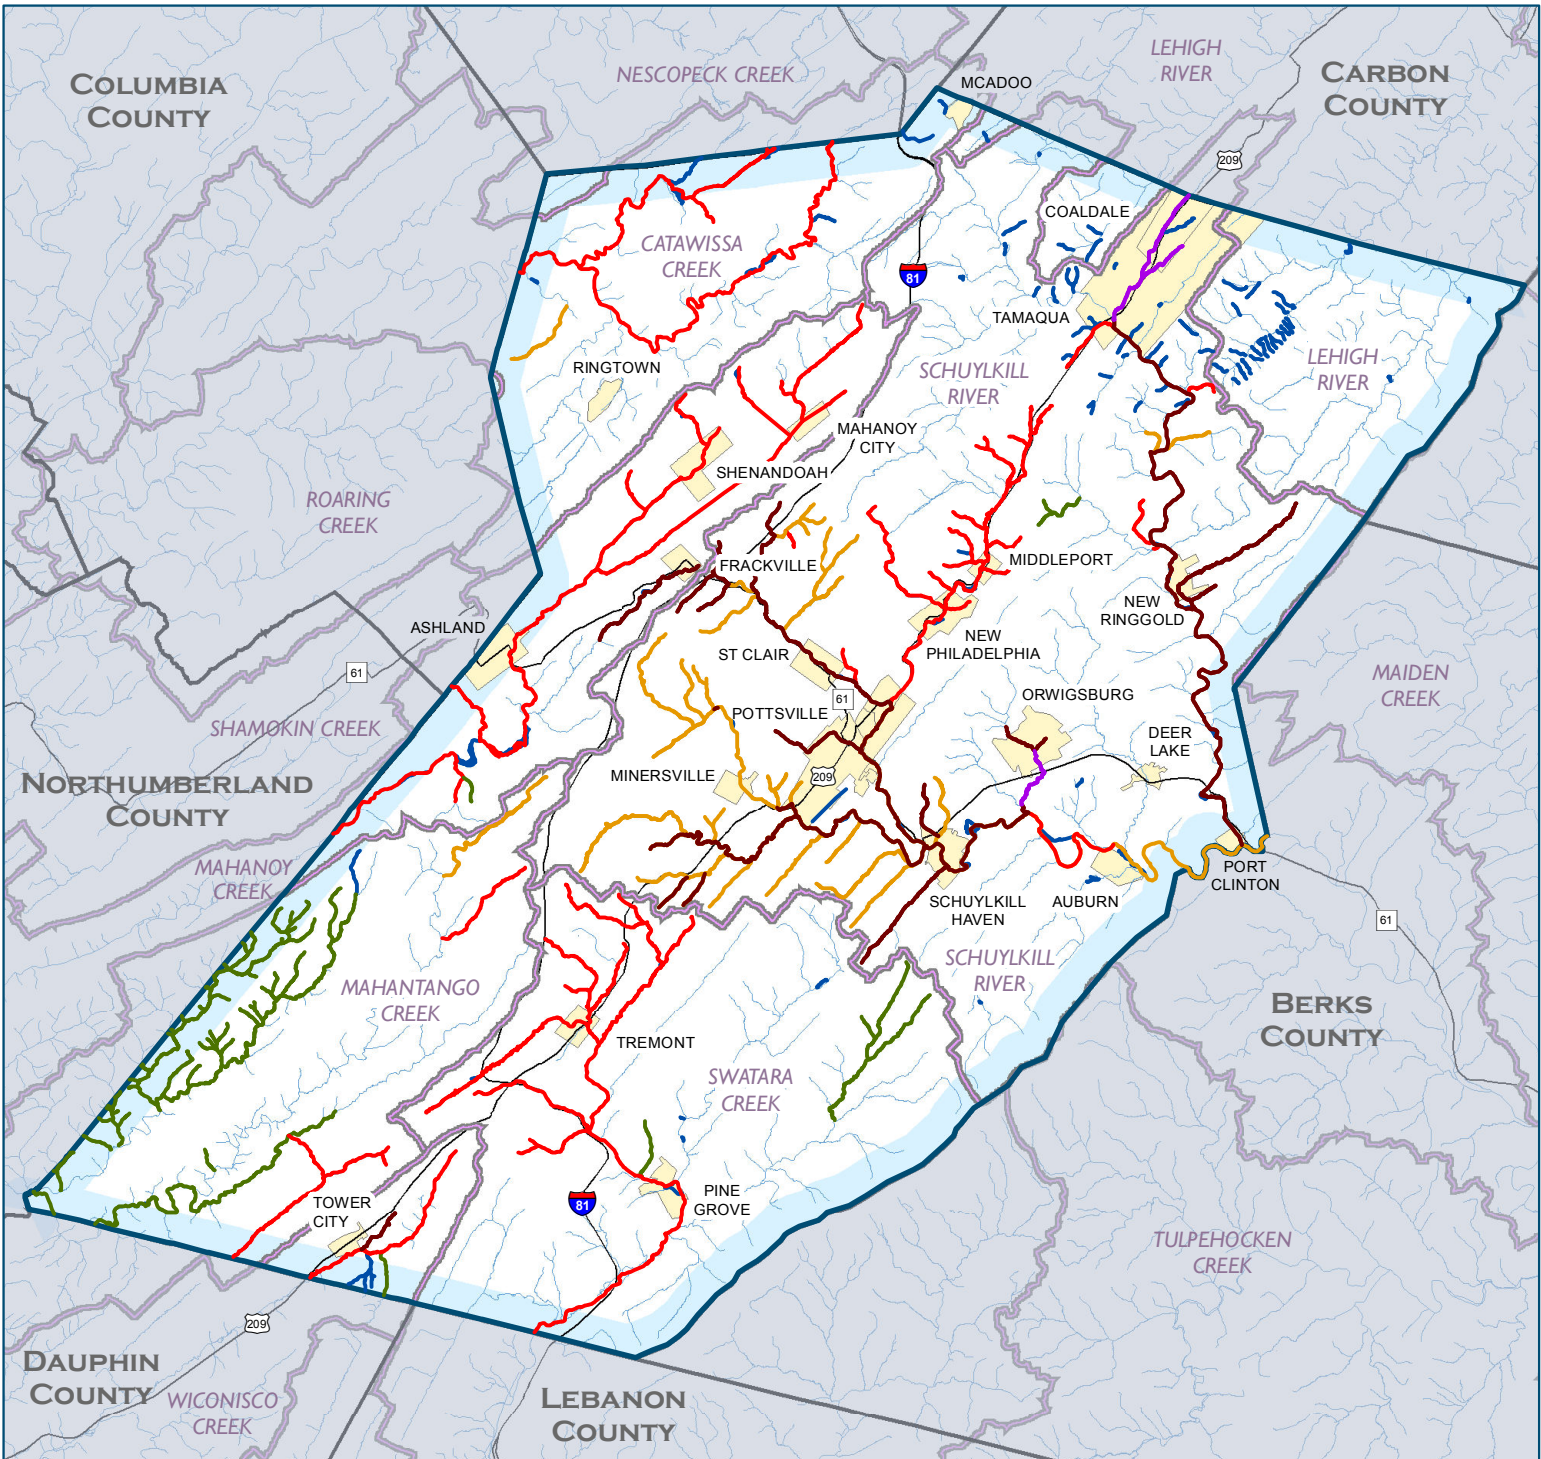 NESCOPECK CREEK
LEHIGH
RIVER
COLUMBIA
COUNTY
CARBON
COUNTY
MCADOO
209
COALDALE
CATAWISSA
CREEK
81
TAMAQUA
RINGTOWN
SCHUYLKILL
RIVER
LEHIGH
RIVER
MAHANOY
CITY
SHENANDOAH
ROARING
CREEK
FRACKVILLE
MIDDLEPORT
NEW
RINGGOLD
ASHLAND
NEW
PHILADELPHIA
ST CLAIR
61
MAIDEN
CREEK
ORWIGSBURG
61
POTTSVILLE
SHAMOKIN CREEK
DEER
LAKE
MINERSVILLE
209
NORTHUMBERLAND
COUNTY
MAHANOY
CREEK
PORT
CLINTON
SCHUYLKILL
HAVEN
AUBURN
61
SCHUYLKILL
RIVER
MAHANTANGO
CREEK
BERKS
COUNTY
TREMONT
SWATARA
CREEK
TOWER
CITY
81
PINE
GROVE
TULPEHOCKEN
CREEK
209
DAUPHIN
COUNTY
WICONISCO
CREEK
LEBANON
COUNTY